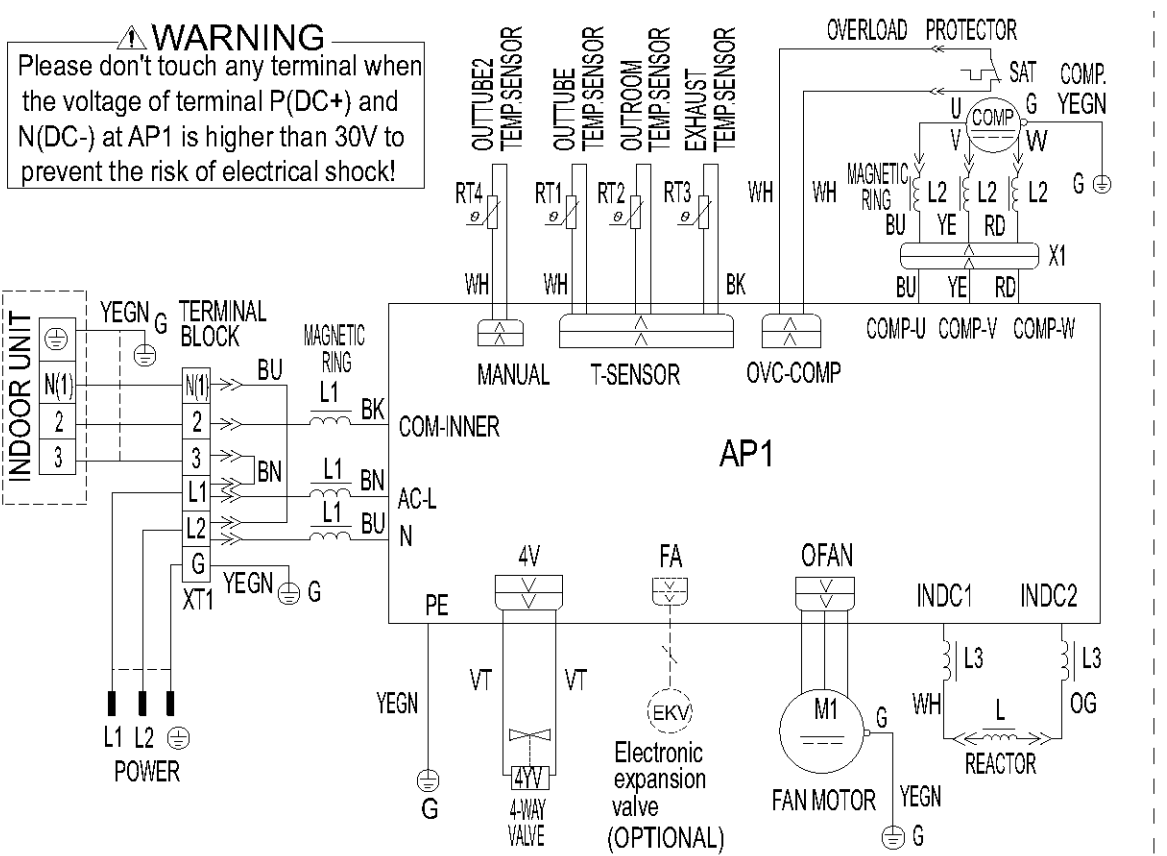 WARNING
Please don't touch any terminal when
the voltage of terminal P(DC+) and
N(DC-) at AP1 is higher than 30V to
prevent the risk of electrical shock!
OUTTUBE2
TEMP.SENSOR
OUTTUBE
TEMP.SENSOR
OUTROOM
TEMP.SENSOR
EXHAUST
TEMP.SENSOR
OVERLOAD PROTECTOR
SAT
COMP.
YEGN
U
COMP
G
V
W
RT4
θ
RT1
θ
RT2
θ
RT3
θ
WH
WH
MAGNETIC
RING
L2
L2
L2
G
BU
YE
RD
X1
WH
WH
BK
BU
YE
RD
COMP-U
COMP-V
COMP-W
MANUAL
T-SENSOR
OVC-COMP
INDOOR UNIT
N(1)
2
3
YEGN
G
TERMINAL
BLOCK
N(1)
2
3
L1
L2
G
XT1
BU
BN
YEGN
G
MAGNETIC
RING
L1
BK
COM-INNER
L1
BN
AC-L
L1
BU
N
AP1
PE
4V
FA
OFAN
INDC1
INDC2
L1 L2
POWER
YEGN
G
VT
VT
4YV
4-WAY
VALVE
EKV
Electronic
expansion
valve
(OPTIONAL)
M1
G
FAN MOTOR
YEGN
G
L3
L3
WH
L
OG
REACTOR